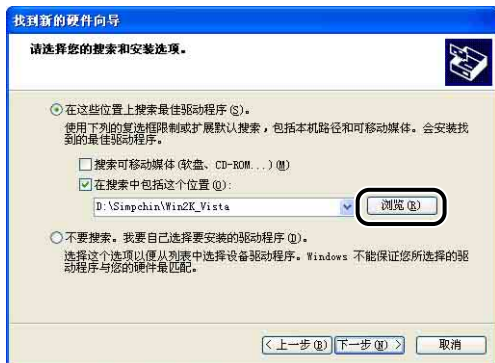 找到新的硬件向导
请选择您的搜索和安装选项。
在这些位置上搜索最佳驱动程序(S)。
使用下列的复选框限制或扩展默认搜索，包括本机路径和可移动媒体。会安装找
到的最佳驱动程序。
搜索可移动媒体(软盘、CD-ROM...)(M)
在搜索中包括这个位置(O):
D:\Simpchin\Win2K_Vista
浏览(R)
不要搜索。我要自己选择要安装的驱动程序(D)。
选择这个选项以便从列表中选择设备驱动程序。Windows 不能保证您所选择的驱
动程序与您的硬件最匹配。
< 上一步(B) 下一步(N) > 取消